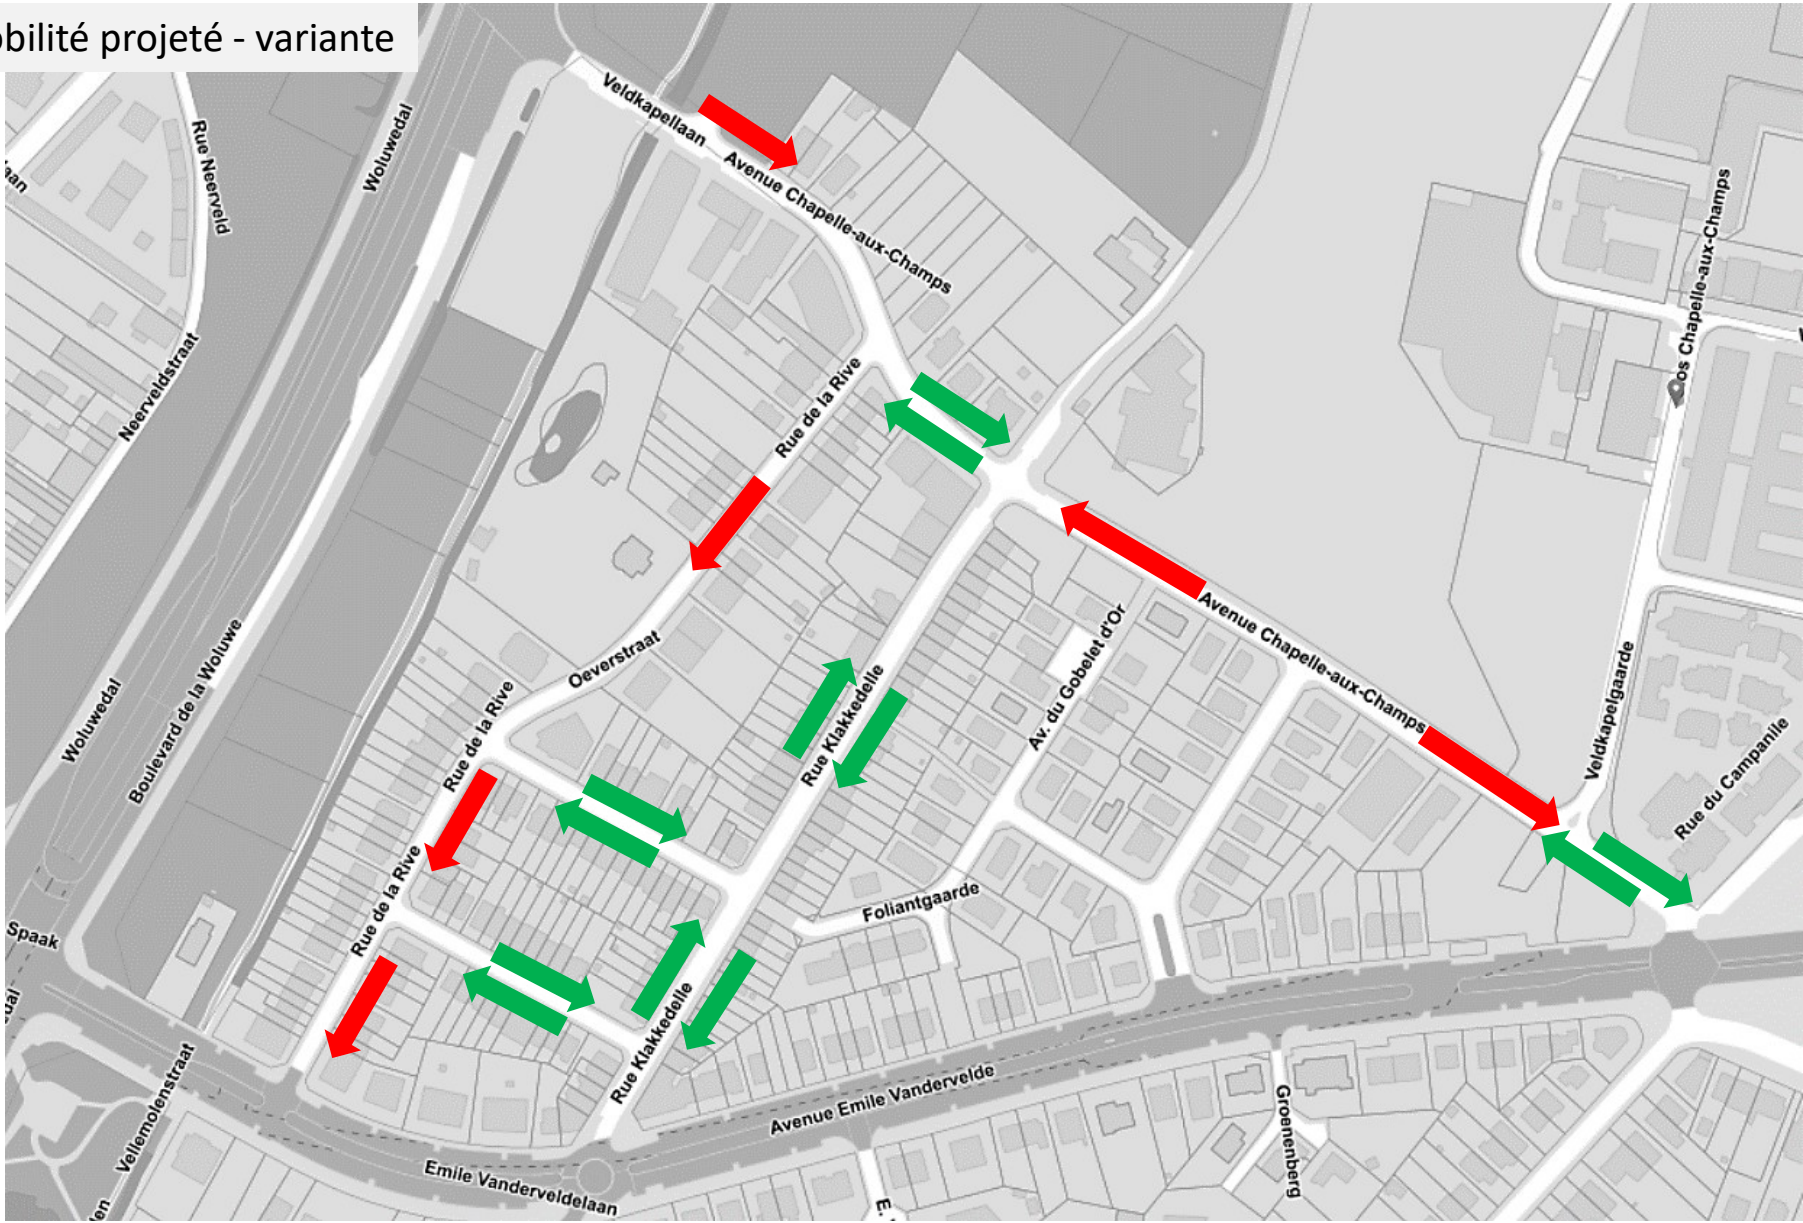 obilité projeté - variante
Veldkapellaan
Avenue Chapelle-aux-Champs
Woluwedal
Rue Neerveld
Neerveldstraat
Clos Chapelle-aux-Champs
Rue de la Rive
Oeverstraat
Rue de la Rive
Rue de la Rive
Rue Klakkedelle
Rue Klakkedelle
Av. du Gobelet d'Or
Avenue Chapelle-aux-Champs
Veldkapelgaarde
Rue du Campanile
Woluwedal
Boulevard de la Woluwe
Foliantgaarde
Spaak
Vellemolenstraat
Avenue Emile Vandervelde
Emile Vanderveldelaan
Groenenberg
E.